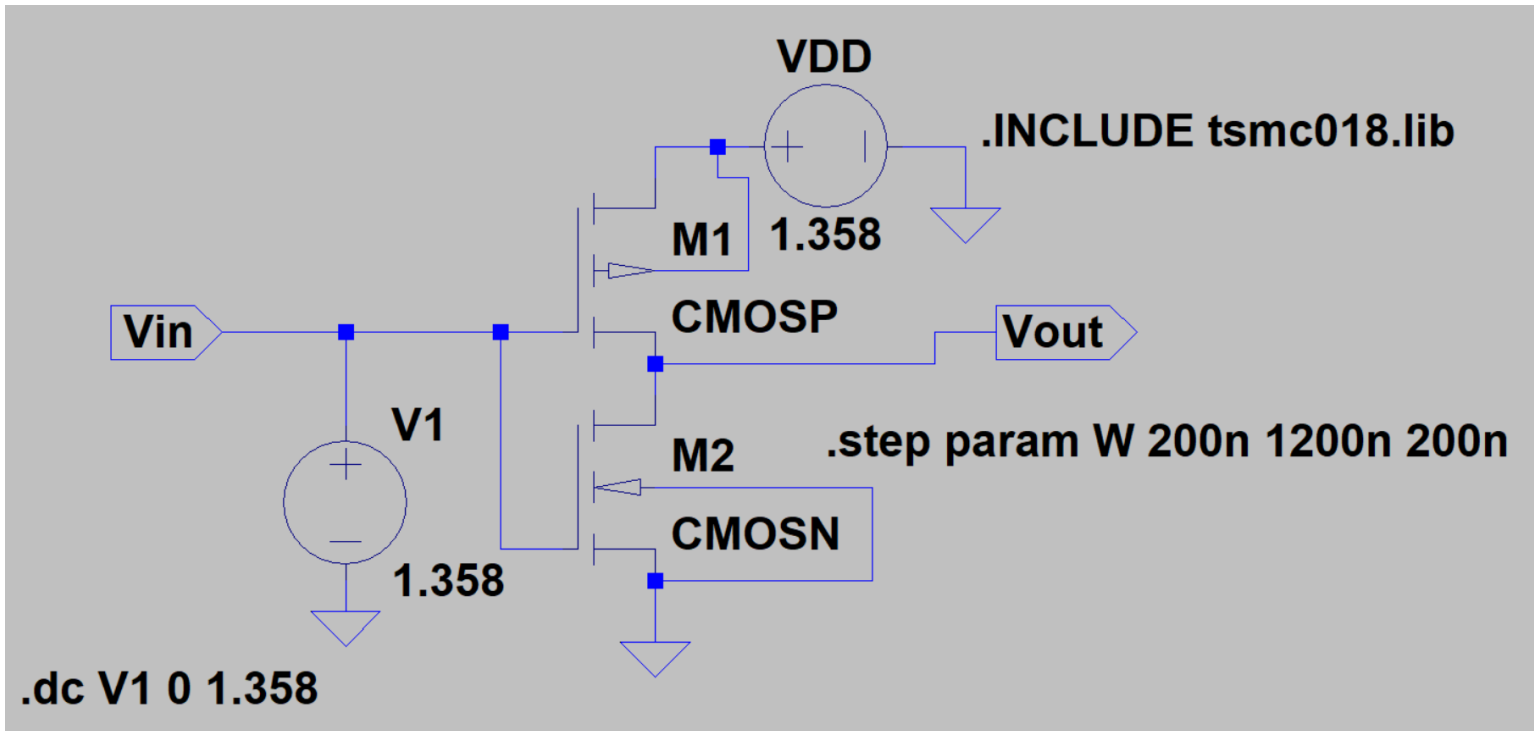 VDD
.INCLUDE tsmc018.lib
M1
1.358
CMOSP
Vin
Vout
V1
M2
.step param W 200n 1200n 200n
CMOSN
1.358
.dc V1 0 1.358